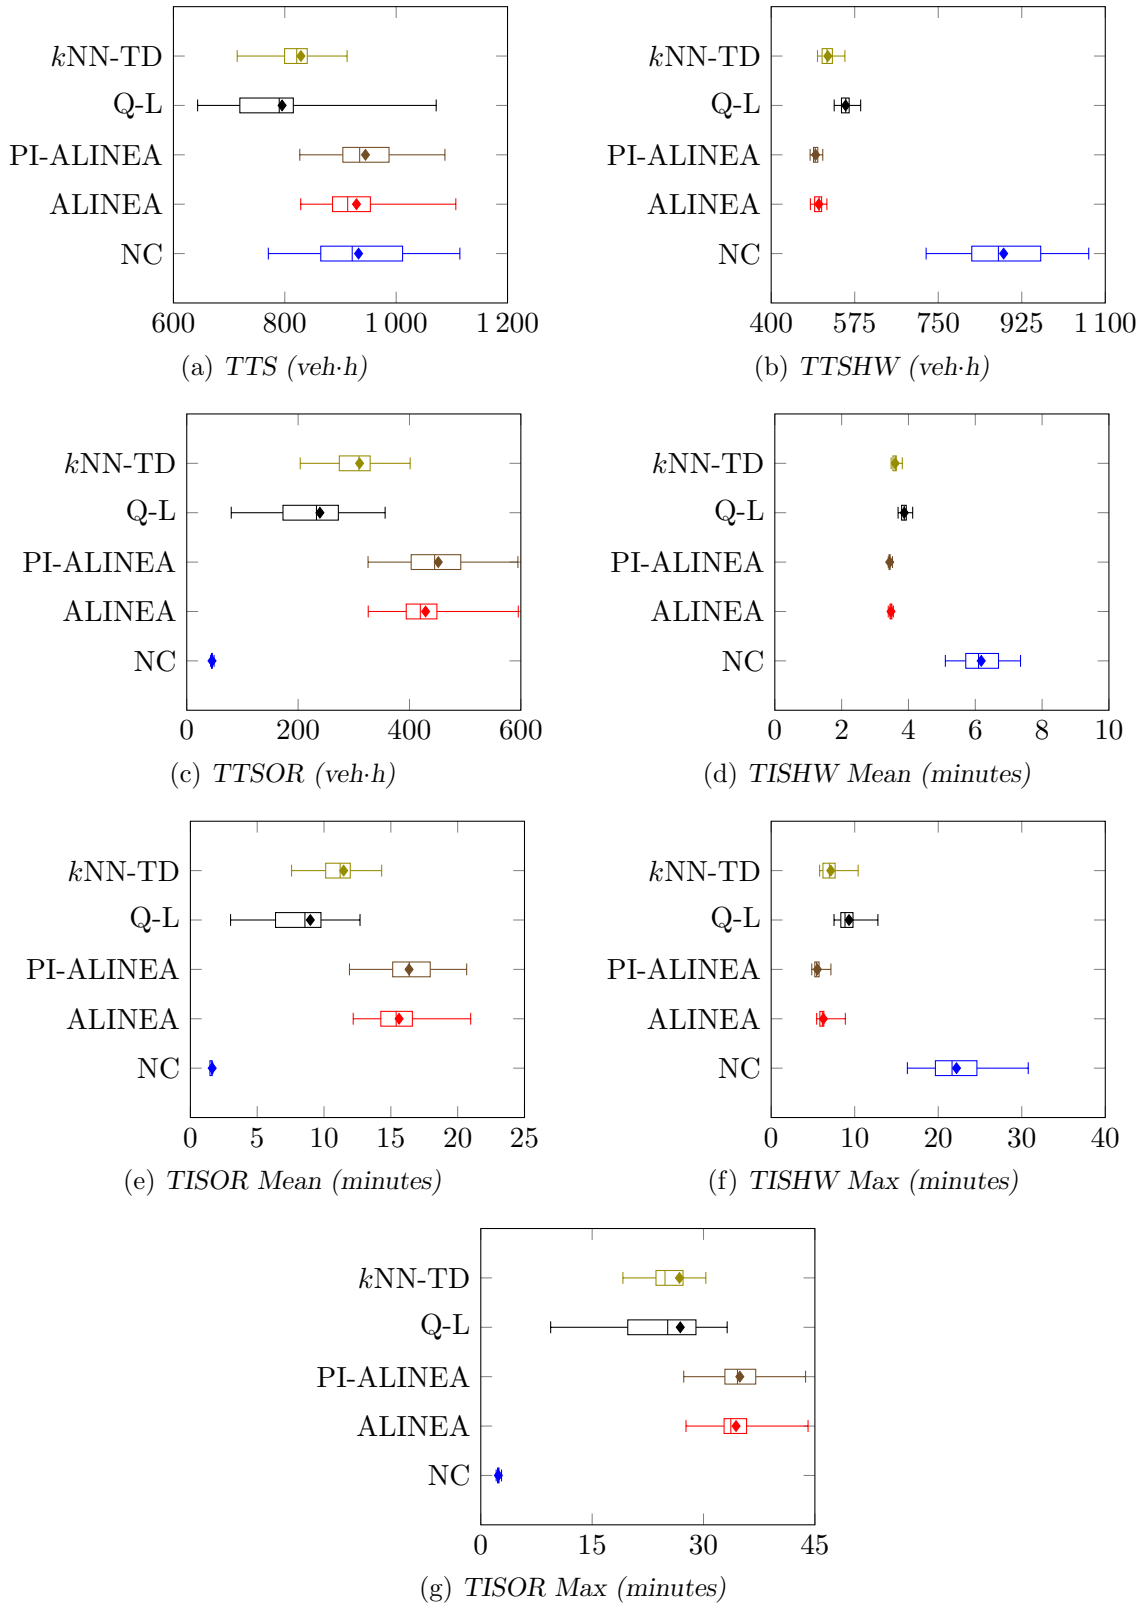 kNN-TD
Q-L
PI-ALINEA
ALINEA
NC
600 800 1 000 1 200
(a) TTS (veh·h)
kNN-TD
Q-L
PI-ALINEA
ALINEA
NC
400 575 750 925 1 100
(b) TTSHW (veh·h)
kNN-TD
Q-L
PI-ALINEA
ALINEA
NC
0 200 400 600
(c) TTSOR (veh·h)
kNN-TD
Q-L
PI-ALINEA
ALINEA
NC
0 2 4 6 8 10
(d) TISHW Mean (minutes)
kNN-TD
Q-L
PI-ALINEA
ALINEA
NC
0 5 10 15 20 25
(e) TISOR Mean (minutes)
kNN-TD
Q-L
PI-ALINEA
ALINEA
NC
0 10 20 30 40
(f) TISHW Max (minutes)
kNN-TD
Q-L
PI-ALINEA
ALINEA
NC
0 15 30 45
(g) TISOR Max (minutes)